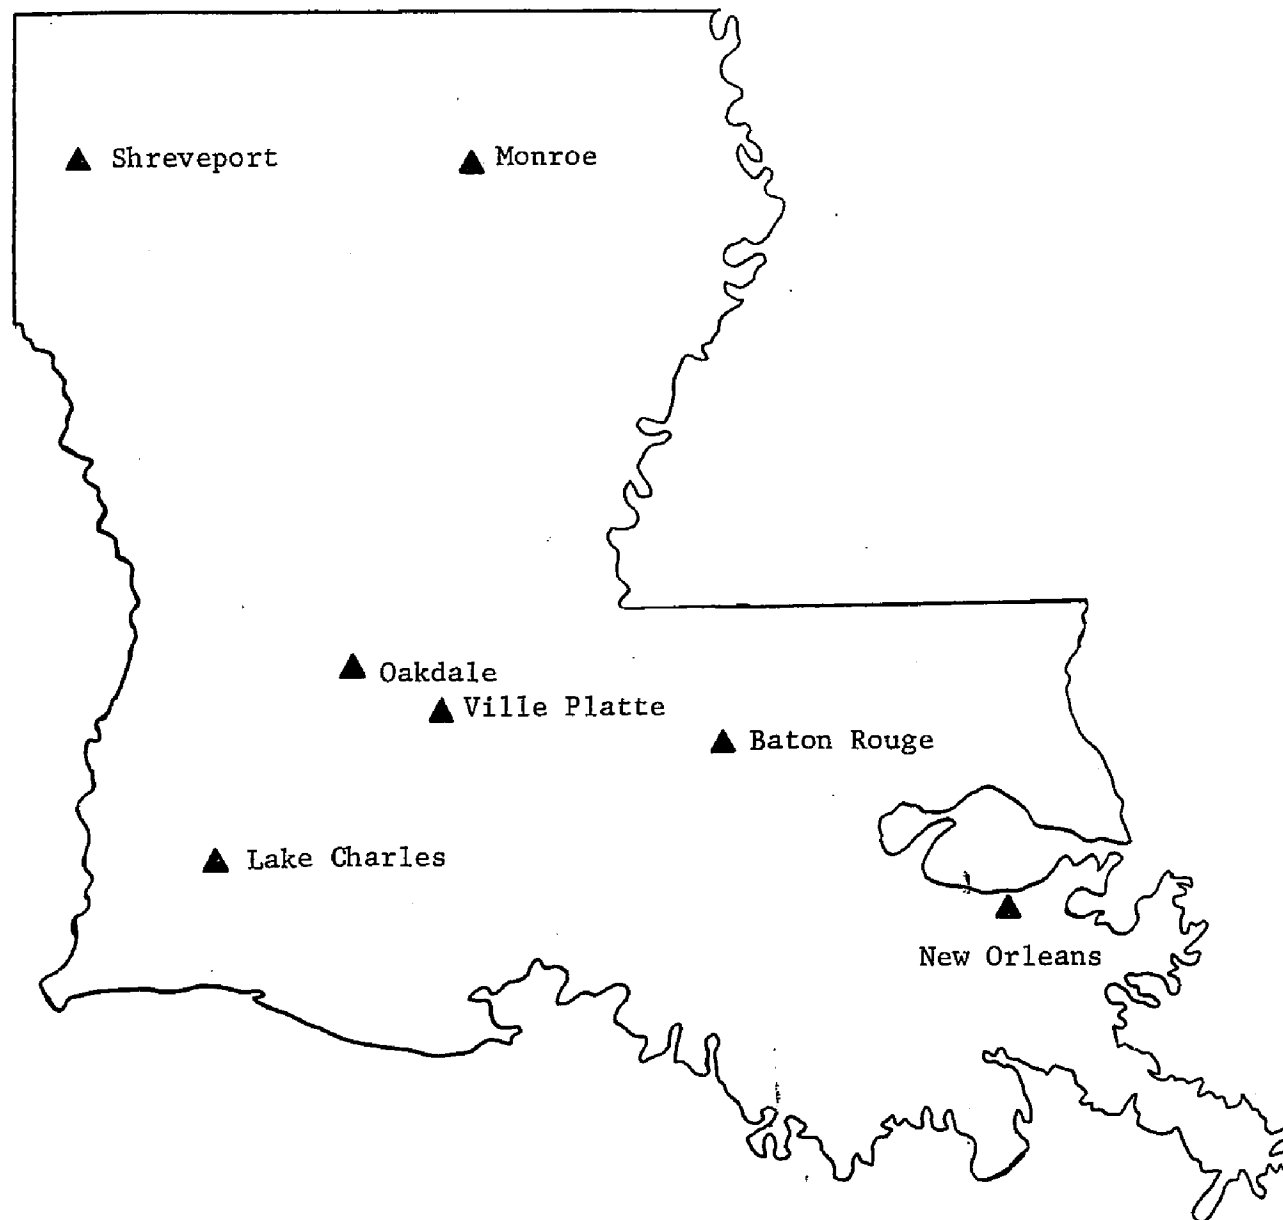 Shreveport
Monroe
Oakdale
Ville Platte
Baton Rouge
Lake Charles
New Orleans